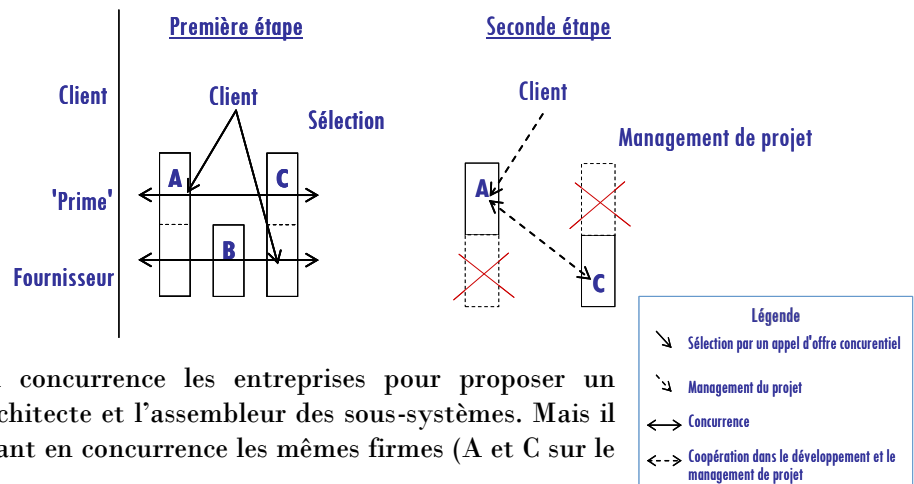 Première étape
Seconde étape
Client
Client
Client
Sélection
Management de projet
A
C
A
'Prime'
B
Fournisseur
C
Légende
Sélection par un appel d'offre concurentiel
Management du projet
Concurrence
Coopération dans le développement et le
management de projet
concurrence les entreprises pour proposer un
chitecte et l'assembleur des sous-systèmes. Mais il
ant en concurrence les mêmes firmes (A et C sur le